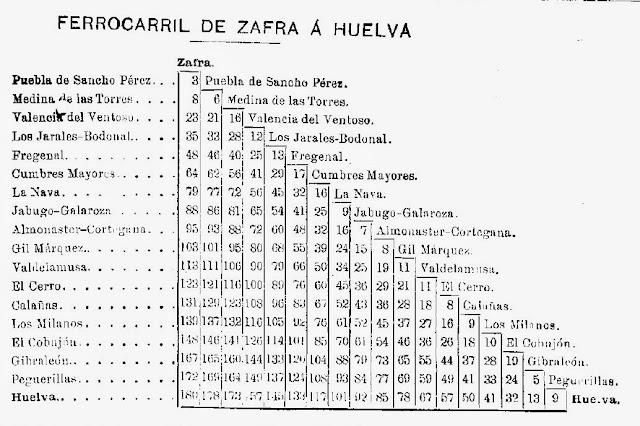 FERROCARRIL DE ZAFRA Á HUELVA
Zafra.
Puebla de Sancho Pérez. . . 3 Puebla de Sancho Pérez.
Medina de las Torres. . . . . 8 6 Medina de las Torres.
Valencia del Ventoso. . . . . 23 21 16 Valencia del Ventoso.
Los Jarales-Bodonal. . . . . 35 33 28 12 Los Jarales-Bodonal.
Fregenal. . . . . . . . . . . 48 46 40 25 13 Fregenal.
Cumbres Mayores. . . . . . 64 62 56 41 29 17 Cumbres Mayores.
La Nava. . . . . . . . . . . 79 77 72 56 45 32 16 La Nava.
Jabugo-Galaroza. . . . . . 88 86 81 65 54 41 25 9 Jabugo-Galaroza.
Almonaster-Cortegana. . . 95 93 88 72 60 48 32 16 7 Almonaster-Cortegana.
Gil Márquez. . . . . . . . . 103 101 95 80 68 55 39 24 15 8 Gil Márquez.
Valdelamusa. . . . . . . . . 113 111 106 90 79 66 50 34 25 19 11 Valdelamusa.
El Cerro. . . . . . . . . . . 123 121 116 100 89 76 60 45 36 29 21 11 El Cerro.
Calañas. . . . . . . . . . . 131 129 123 108 96 83 67 52 43 36 28 18 8 Calañas.
Los Milanos. . . . . . . . . 139 137 132 116 105 92 76 61 52 45 37 27 16 9 Los Milanos.
El Cobujón. . . . . . . . . 148 146 141 126 114 101 85 70 61 54 46 36 26 18 10 El Cobujón.
Gibraleón. . . . . . . . . . 167 165 160 144 133 120 104 88 79 73 65 55 44 37 28 19 Gibraleón.
Peguerillas. . . . . . . . . 172 169 164 149 137 124 108 93 84 77 69 59 49 41 33 24 5 Peguerillas.
Huelva. . . . . . . . . . . 180 178 173 57 145 133 117 101 92 85 78 67 57 50 41 32 13 9 Huelva.